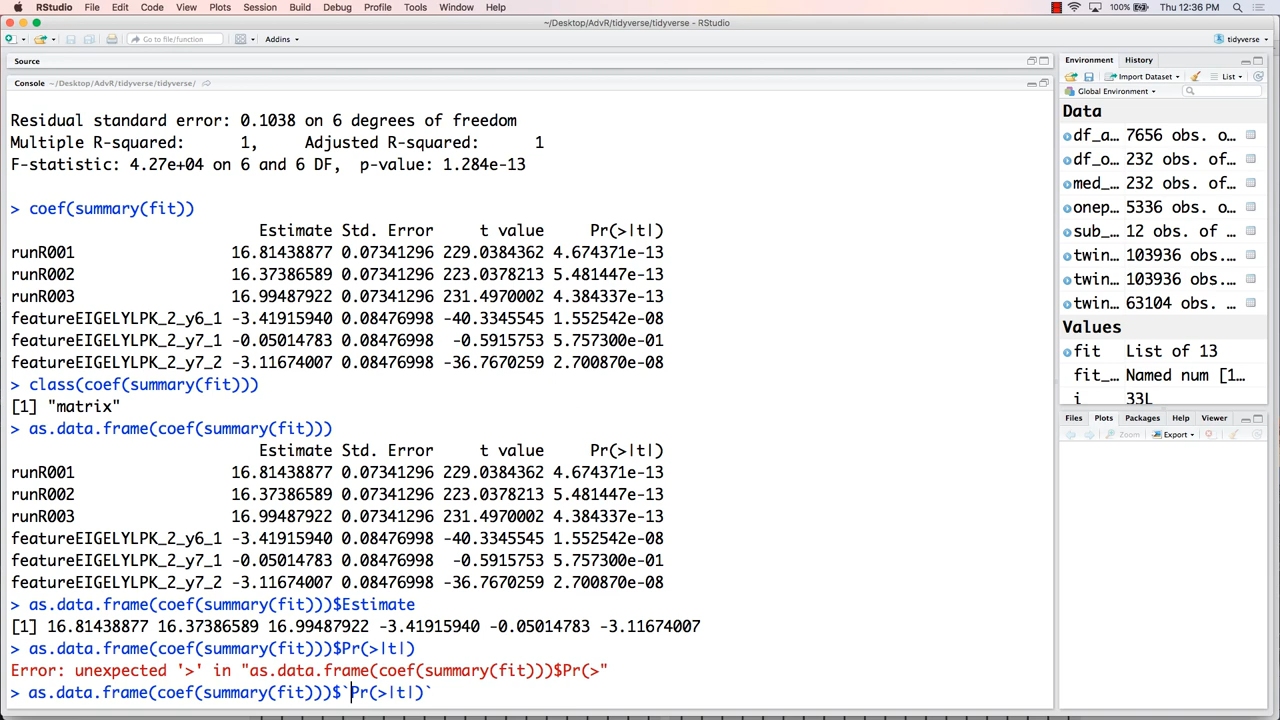 RStudio File Edit Code View Plots Session Build Debug Profile Tools Window Help 100% Thu 12:36 PM
~/Desktop/AdvR/tidyverse/tidyverse - RStudio
Go to file/function Addins tidyverse
Source
Console ~/Desktop/AdvR/tidyverse/tidyverse/
Residual standard error: 0.1038 on 6 degrees of freedom
Multiple R-squared: 1, Adjusted R-squared: 1
F-statistic: 4.27e+04 on 6 and 6 DF, p-value: 1.284e-13
> coef(summary(fit))
Estimate Std. Error t value Pr(>|t|)
runR001 16.81438877 0.07341296 229.0384362 4.674371e-13
runR002 16.37386589 0.07341296 223.0378213 5.481447e-13
runR003 16.99487922 0.07341296 231.4970002 4.384337e-13
featureEIGELYLPK_2_y6_1 -3.41915940 0.08476998 -40.3345545 1.552542e-08
featureEIGELYLPK_2_y7_1 -0.05014783 0.08476998 -0.5915753 5.757300e-01
featureEIGELYLPK_2_y7_2 -3.11674007 0.08476998 -36.7670259 2.700870e-08
> class(coef(summary(fit)))
[1] "matrix"
> as.data.frame(coef(summary(fit)))
Estimate Std. Error t value Pr(>|t|)
runR001 16.81438877 0.07341296 229.0384362 4.674371e-13
runR002 16.37386589 0.07341296 223.0378213 5.481447e-13
runR003 16.99487922 0.07341296 231.4970002 4.384337e-13
featureEIGELYLPK_2_y6_1 -3.41915940 0.08476998 -40.3345545 1.552542e-08
featureEIGELYLPK_2_y7_1 -0.05014783 0.08476998 -0.5915753 5.757300e-01
featureEIGELYLPK_2_y7_2 -3.11674007 0.08476998 -36.7670259 2.700870e-08
> as.data.frame(coef(summary(fit)))$Estimate
[1] 16.81438877 16.37386589 16.99487922 -3.41915940 -0.05014783 -3.11674007
> as.data.frame(coef(summary(fit)))$Pr(>|t|)
Error: unexpected '>' in "as.data.frame(coef(summary(fit)))$Pr(>"
> as.data.frame(coef(summary(fit)))$`Pr(>|t|)`
Environment History
Import Dataset List
Global Environment
Data
df_a… 7656 obs. o…
df_o… 232 obs. of…
med_… 232 obs. of…
onep… 5336 obs. o…
sub_… 12 obs. of …
twin… 103936 obs.…
twin… 103936 obs.…
twin… 63104 obs. …
Values
fit List of 13
fit_… Named num [1…
i 33L
Files Plots Packages Help Viewer
Zoom Export